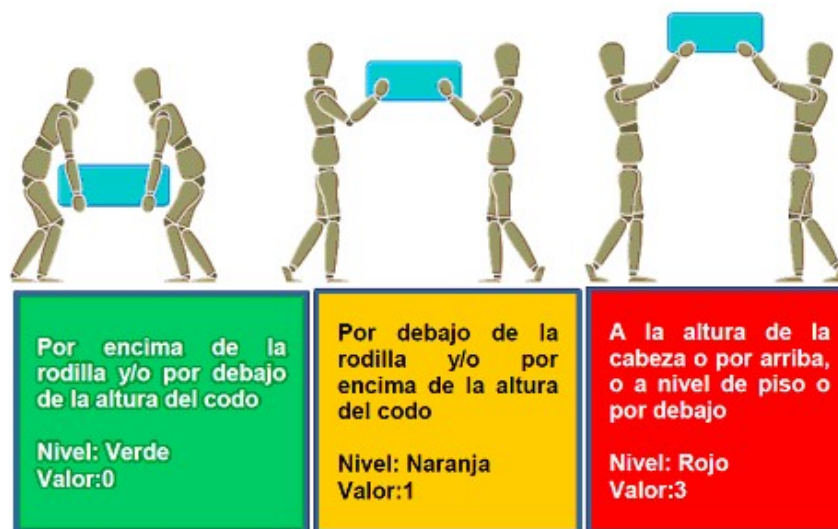 Por encima de la
rodilla y/o por debajo
de la altura del codo
Nivel: Verde
Valor:0
Por debajo de la
rodilla y/o por
encima de la altura
del codo
Nivel: Naranja
Valor:1
A la altura de la
cabeza o por arriba,
o a nivel de piso o
por debajo
Nivel: Rojo
Valor:3